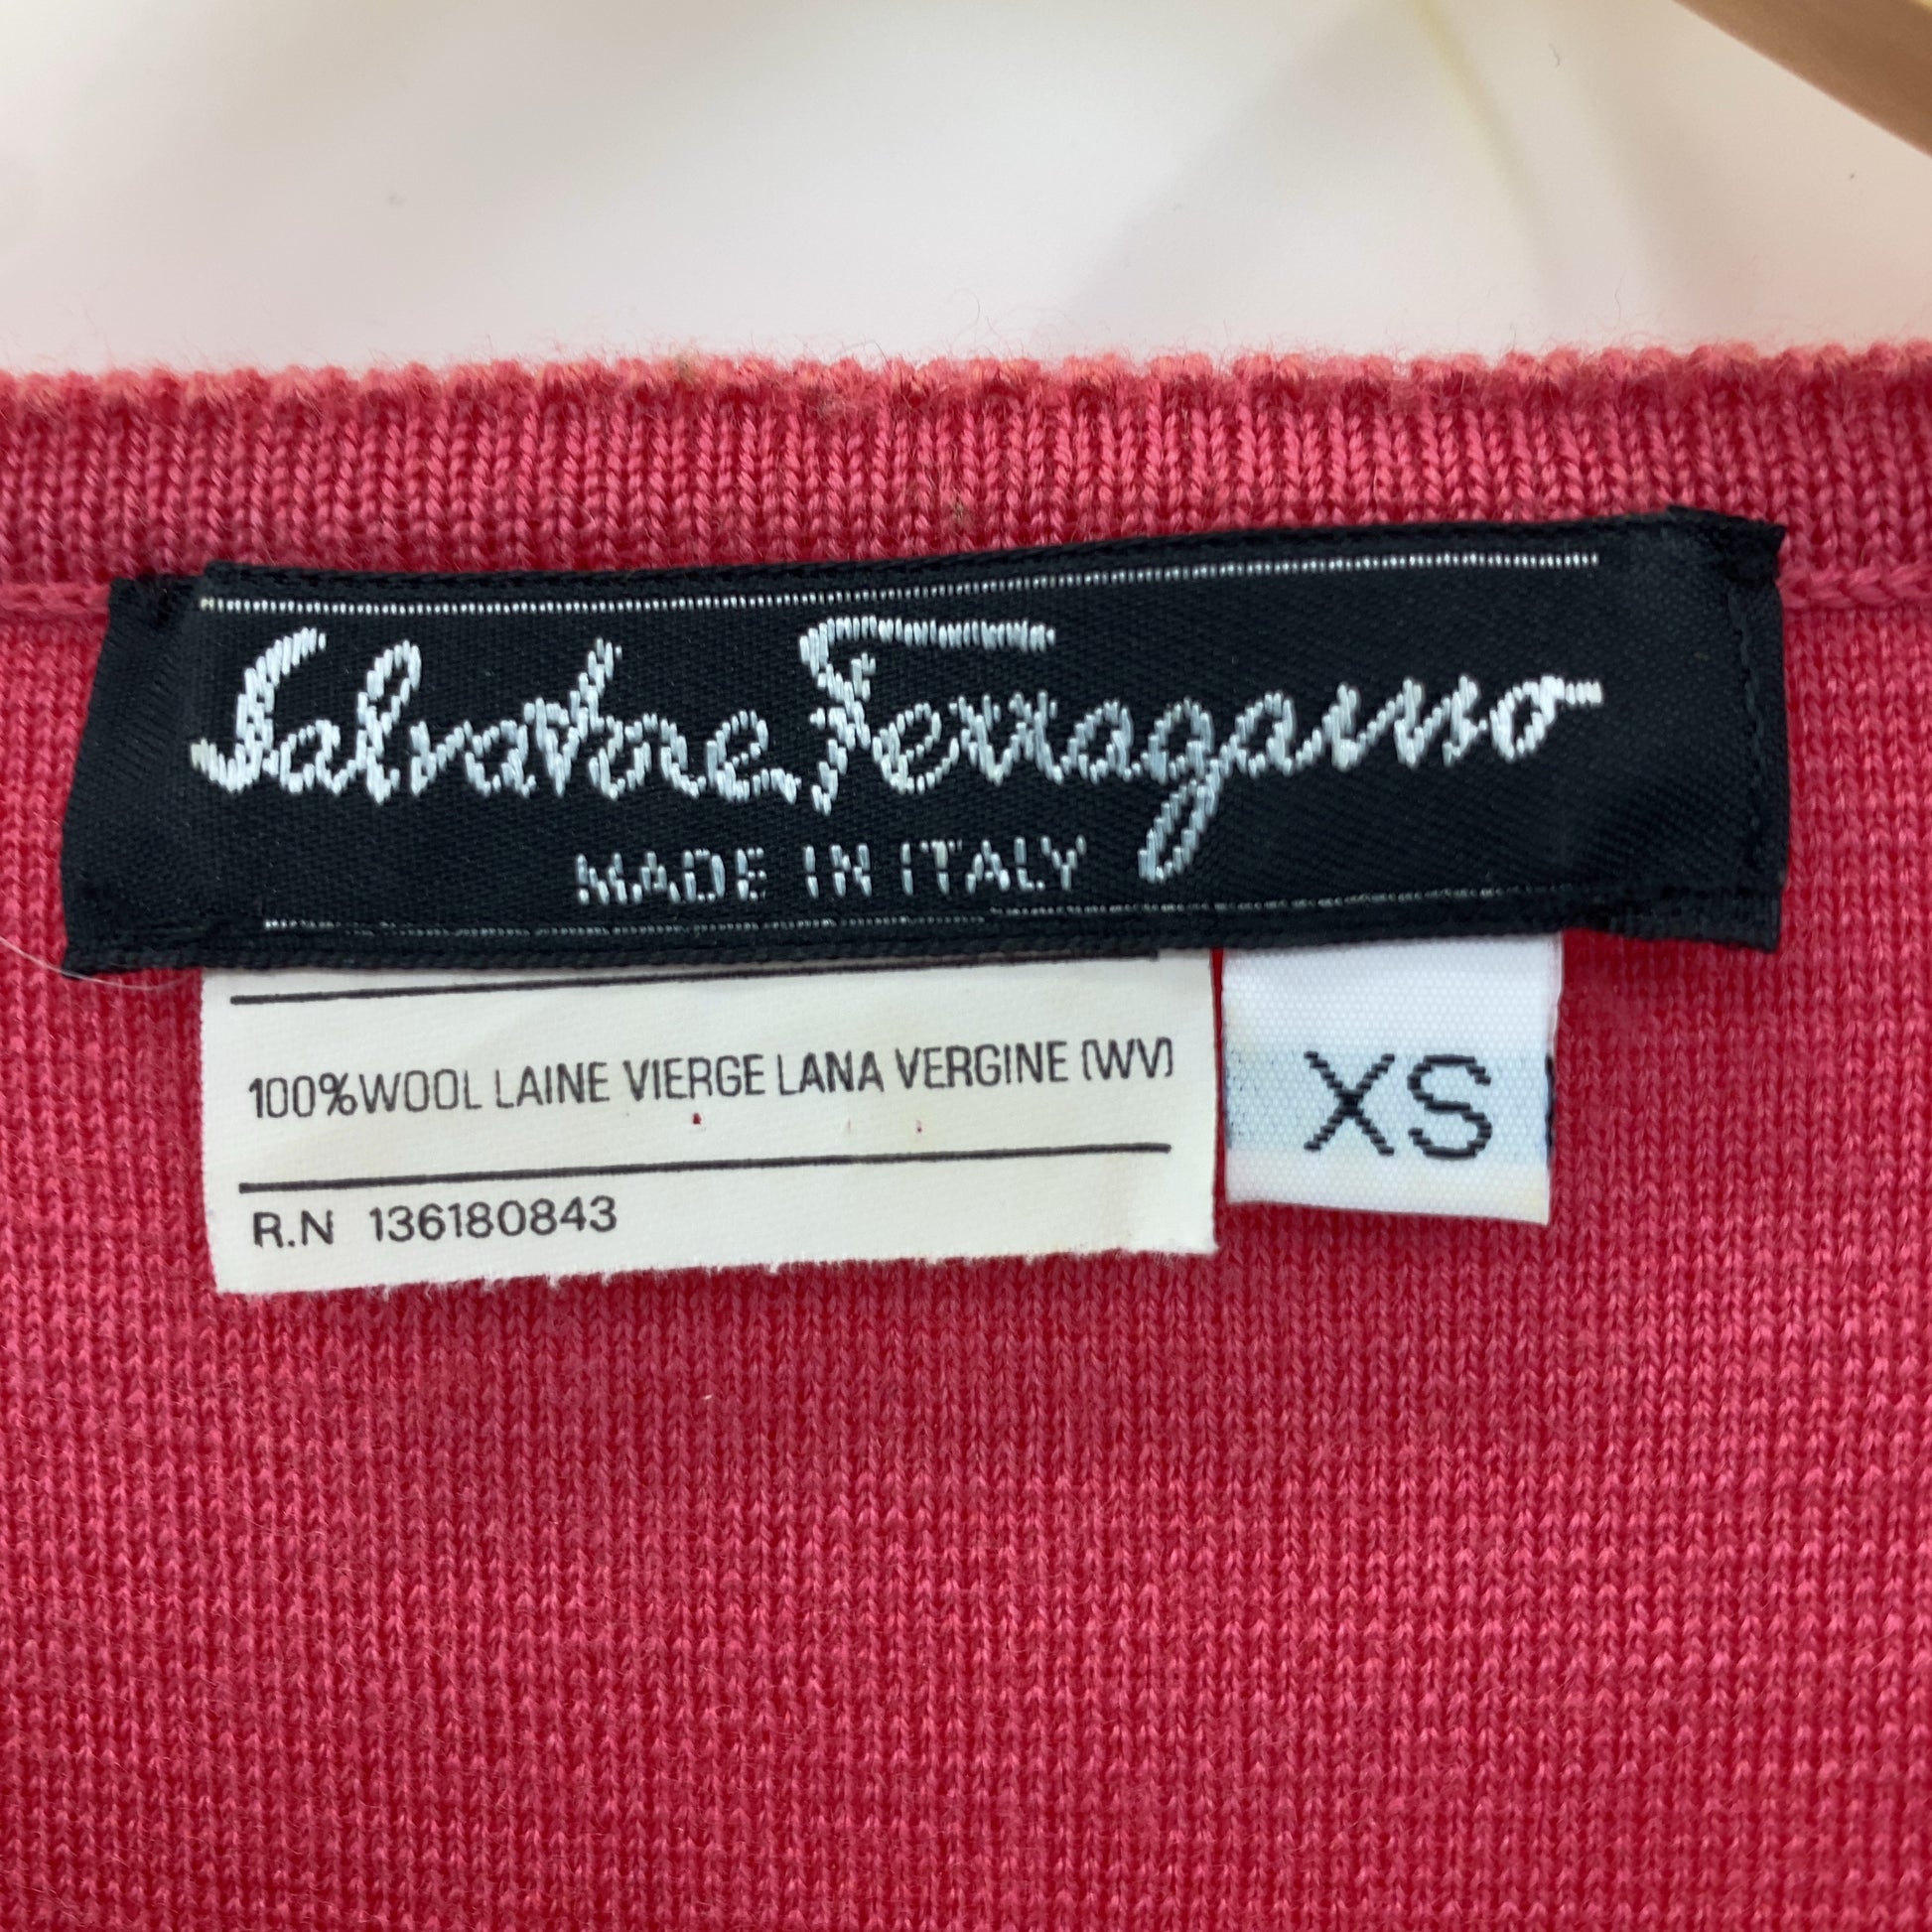 Salvatore Ferragamo
MADE IN ITALY
100%WOOL LAINE VIERGE LANA VERGINE (WV)
R.N 136180843
XS